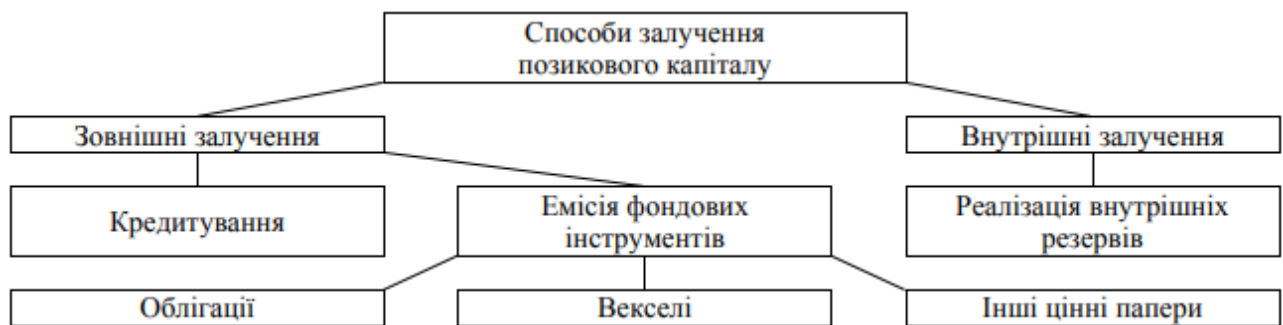 Способи залучення
позикового капіталу
Зовнішні залучення
Внутрішні залучення
Кредитування
Емісія фондових
інструментів
Реалізація внутрішніх
резервів
Облігації
Векселі
Інші цінні папери